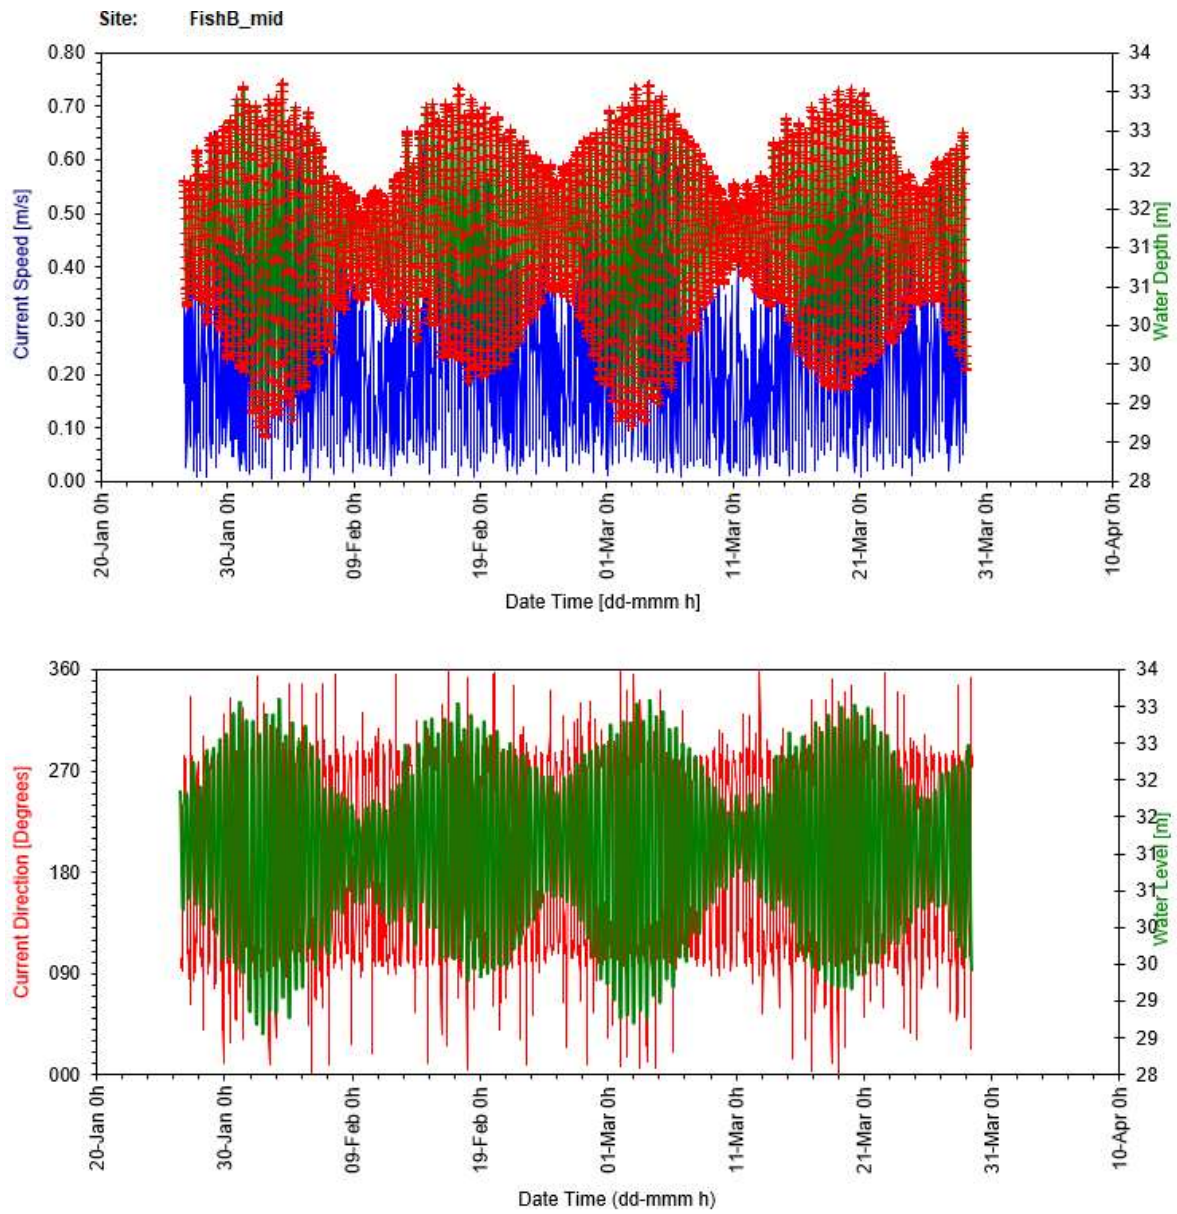 Site: FishB_mid
0.80
0.70
0.60
0.50
0.40
0.30
0.20
0.10
0.00
Current Speed [m/s]
34
33
33
32
32
31
31
30
30
29
29
28
Water Depth [m]
20-Jan 0h
30-Jan 0h
09-Feb 0h
19-Feb 0h
01-Mar 0h
11-Mar 0h
21-Mar 0h
31-Mar 0h
10-Apr 0h
Date Time [dd-mmm h]
360
270
180
090
000
Current Direction [Degrees]
34
33
33
32
32
31
31
30
30
29
29
28
Water Level [m]
20-Jan 0h
30-Jan 0h
09-Feb 0h
19-Feb 0h
01-Mar 0h
11-Mar 0h
21-Mar 0h
31-Mar 0h
10-Apr 0h
Date Time (dd-mmm h)